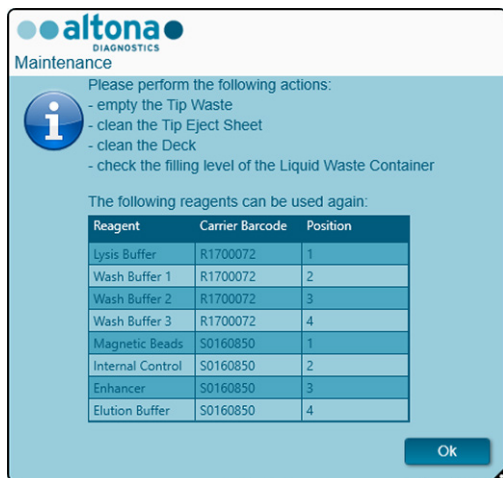 altona
DIAGNOSTICS
Maintenance
Please perform the following actions:
- empty the Tip Waste
- clean the Tip Eject Sheet
- clean the Deck
- check the filling level of the Liquid Waste Container
The following reagents can be used again:
Reagent Carrier Barcode Position
Lysis Buffer R1700072 1
Wash Buffer 1 R1700072 2
Wash Buffer 2 R1700072 3
Wash Buffer 3 R1700072 4
Magnetic Beads S0160850 1
Internal Control S0160850 2
Enhancer S0160850 3
Elution Buffer S0160850 4
Ok